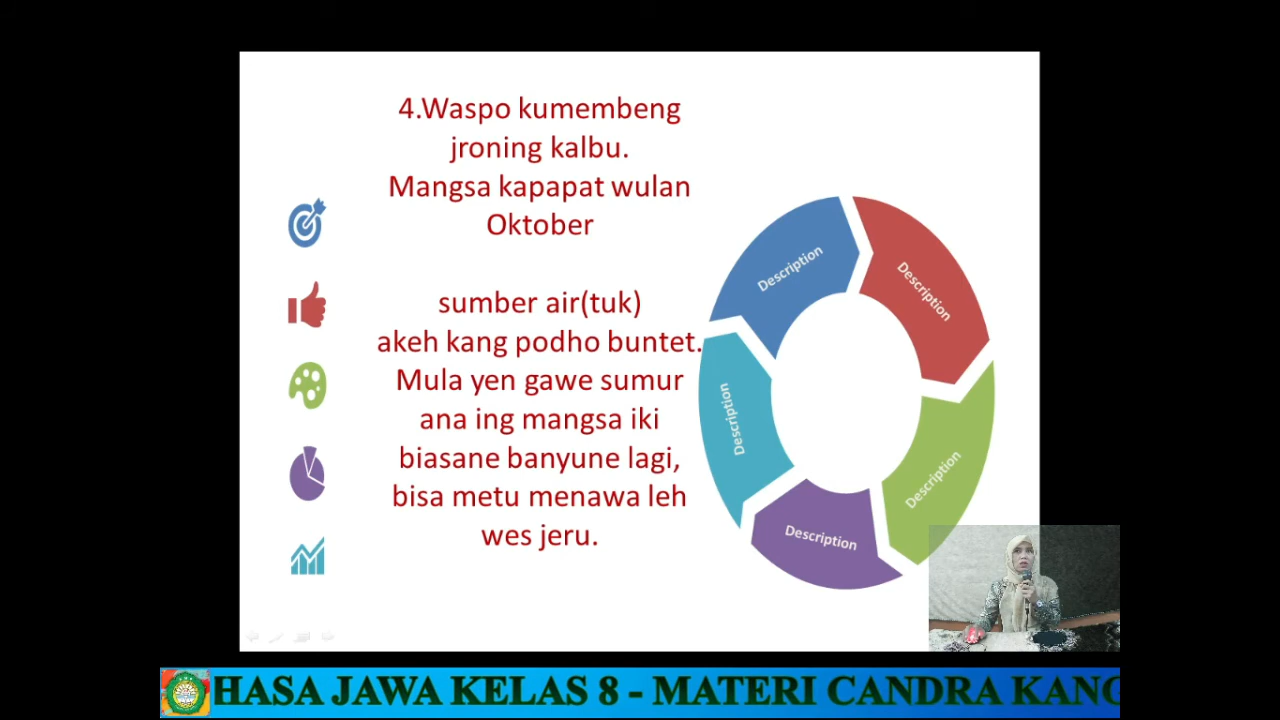 4.Waspo kumembeng
jroning kalbu.
Mangsa kapapat wulan
Oktober
sumber air(tuk)
akeh kang podho buntet.
Mula yen gawe sumur
ana ing mangsa iki
biasane banyune lagi,
bisa metu menawa leh
wes jeru.
Description
Description
Description
Description
Description
HASA JAWA KELAS 8 - MATERI CANDRA KANG